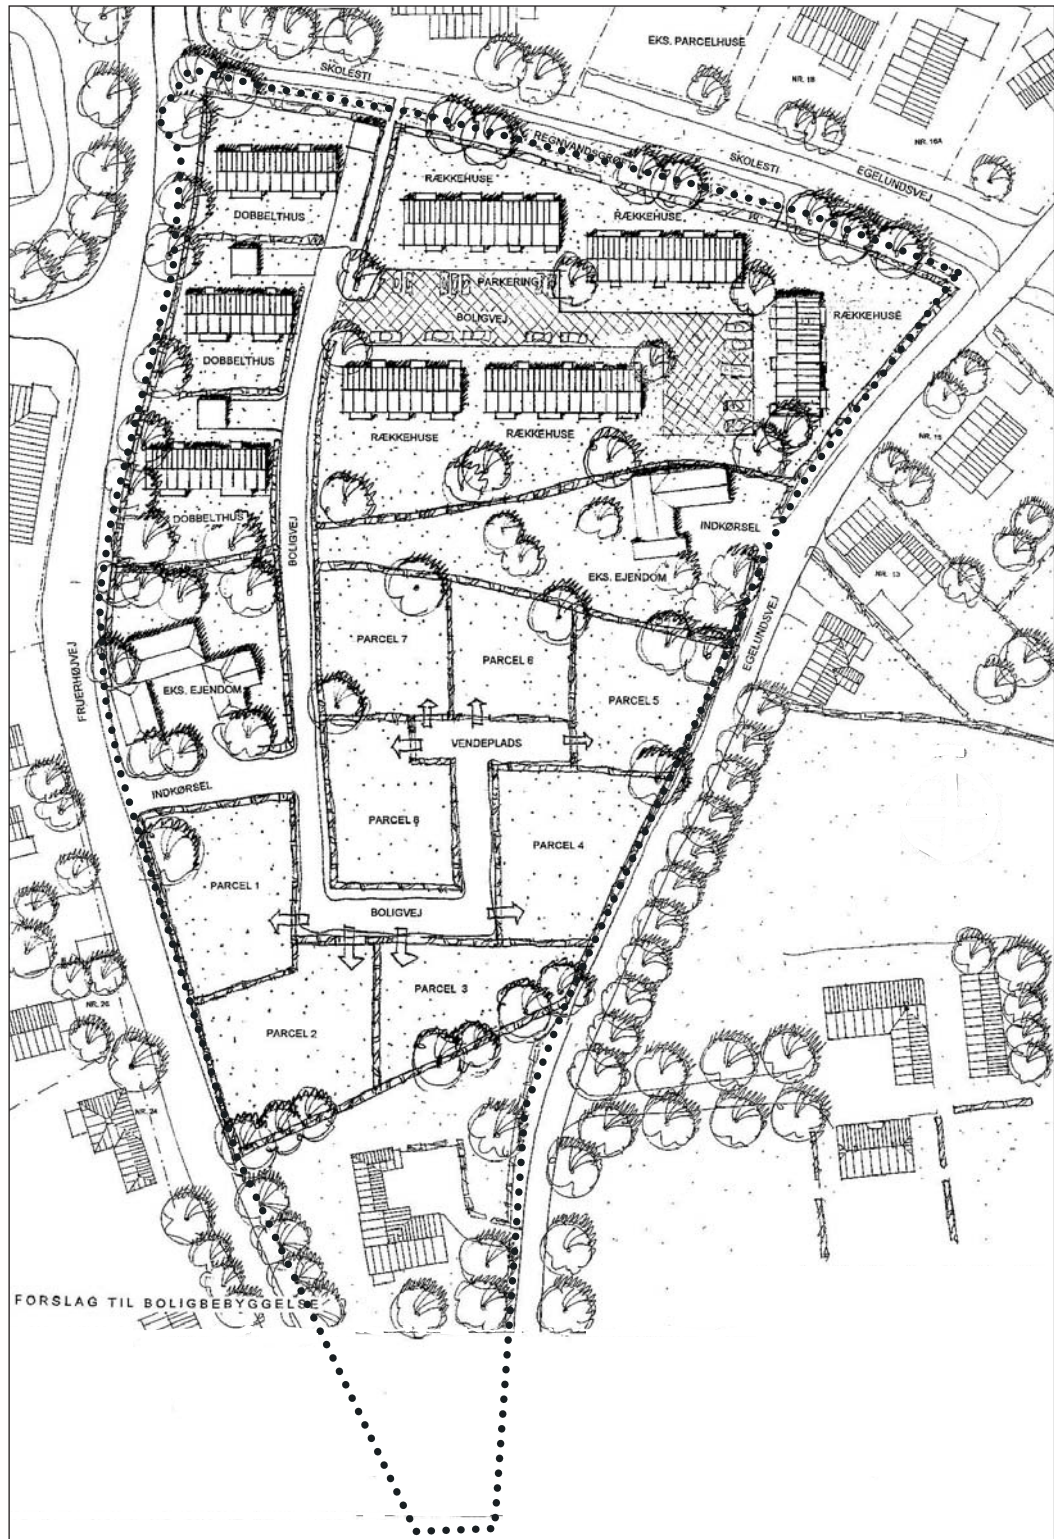 EKS. PARCELHUSE
SKOLESTI
NR. 18
NR. 16A
REGNVANDSGRØFT
SKOLESTI
EGELUNDSVEJ
RÆKKEHUSE
DOBBELTHUS
RÆKKEHUSE
PARKERING
BOLIGVEJ
RÆKKEHUSE
DOBBELTHUS
RÆKKEHUSE
RÆKKEHUSE
NR. 15
DOBBELTHUS
BOLIGVEJ
INDKØRSEL
EKS. EJENDOM
NR. 13
PARCEL 7
PARCEL 6
EGELUNDSVEJ
FRUERHØJVEJ
EKS. EJENDOM
PARCEL 5
VENDEPLADS
INDKØRSEL
PARCEL 8
PARCEL 4
PARCEL 1
BOLIGVEJ
PARCEL 3
NR. 26
PARCEL 2
NR. 24
FORSLAG TIL BOLIGBEBYGGELSE